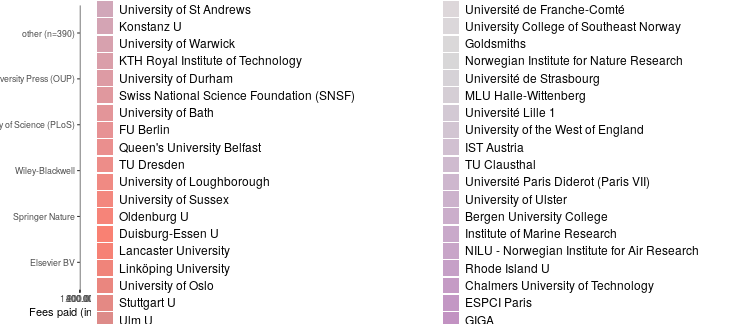 other (n=390)
versity Press (OUP)
y of Science (PLoS)
Wiley-Blackwell
Springer Nature
Elsevier BV
Fees paid (in
University of St Andrews
Konstanz U
University of Warwick
KTH Royal Institute of Technology
University of Durham
Swiss National Science Foundation (SNSF)
University of Bath
FU Berlin
Queen's University Belfast
TU Dresden
University of Loughborough
University of Sussex
Oldenburg U
Duisburg-Essen U
Lancaster University
Linköping University
University of Oslo
Stuttgart U
Ulm U
Université de Franche-Comté
University College of Southeast Norway
Goldsmiths
Norwegian Institute for Nature Research
Université de Strasbourg
MLU Halle-Wittenberg
Université Lille 1
University of the West of England
IST Austria
TU Clausthal
Université Paris Diderot (Paris VII)
University of Ulster
Bergen University College
Institute of Marine Research
NILU - Norwegian Institute for Air Research
Rhode Island U
Chalmers University of Technology
ESPCI Paris
GIGA